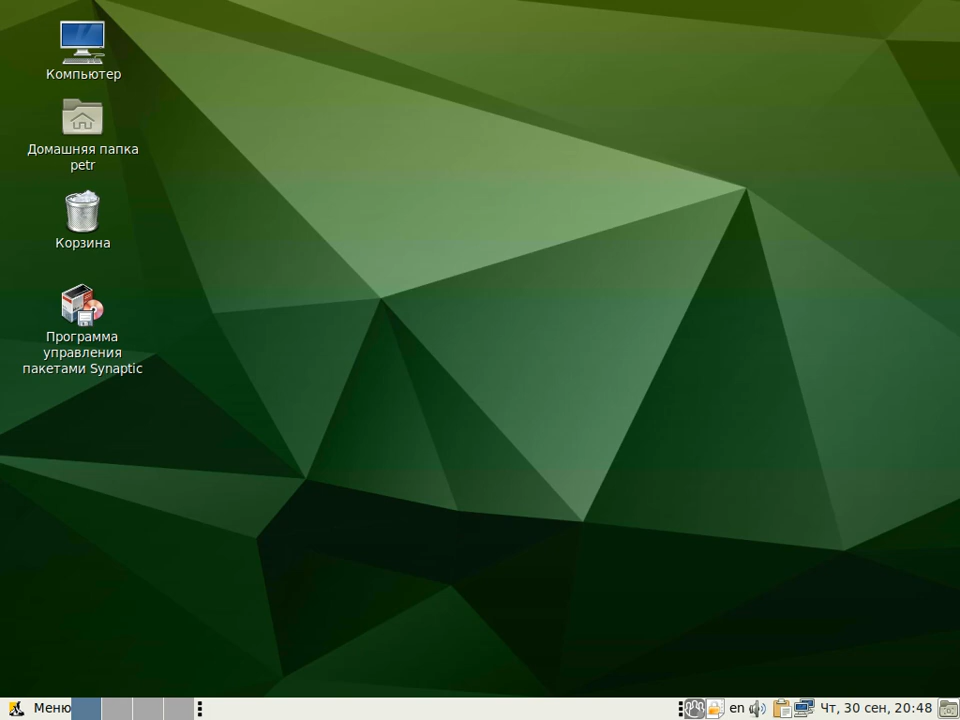 Компьютер
Домашняя папка
petr
Корзина
Программа
управления
пакетами Synaptic
Меню
en
Чт, 30 сен, 20:48